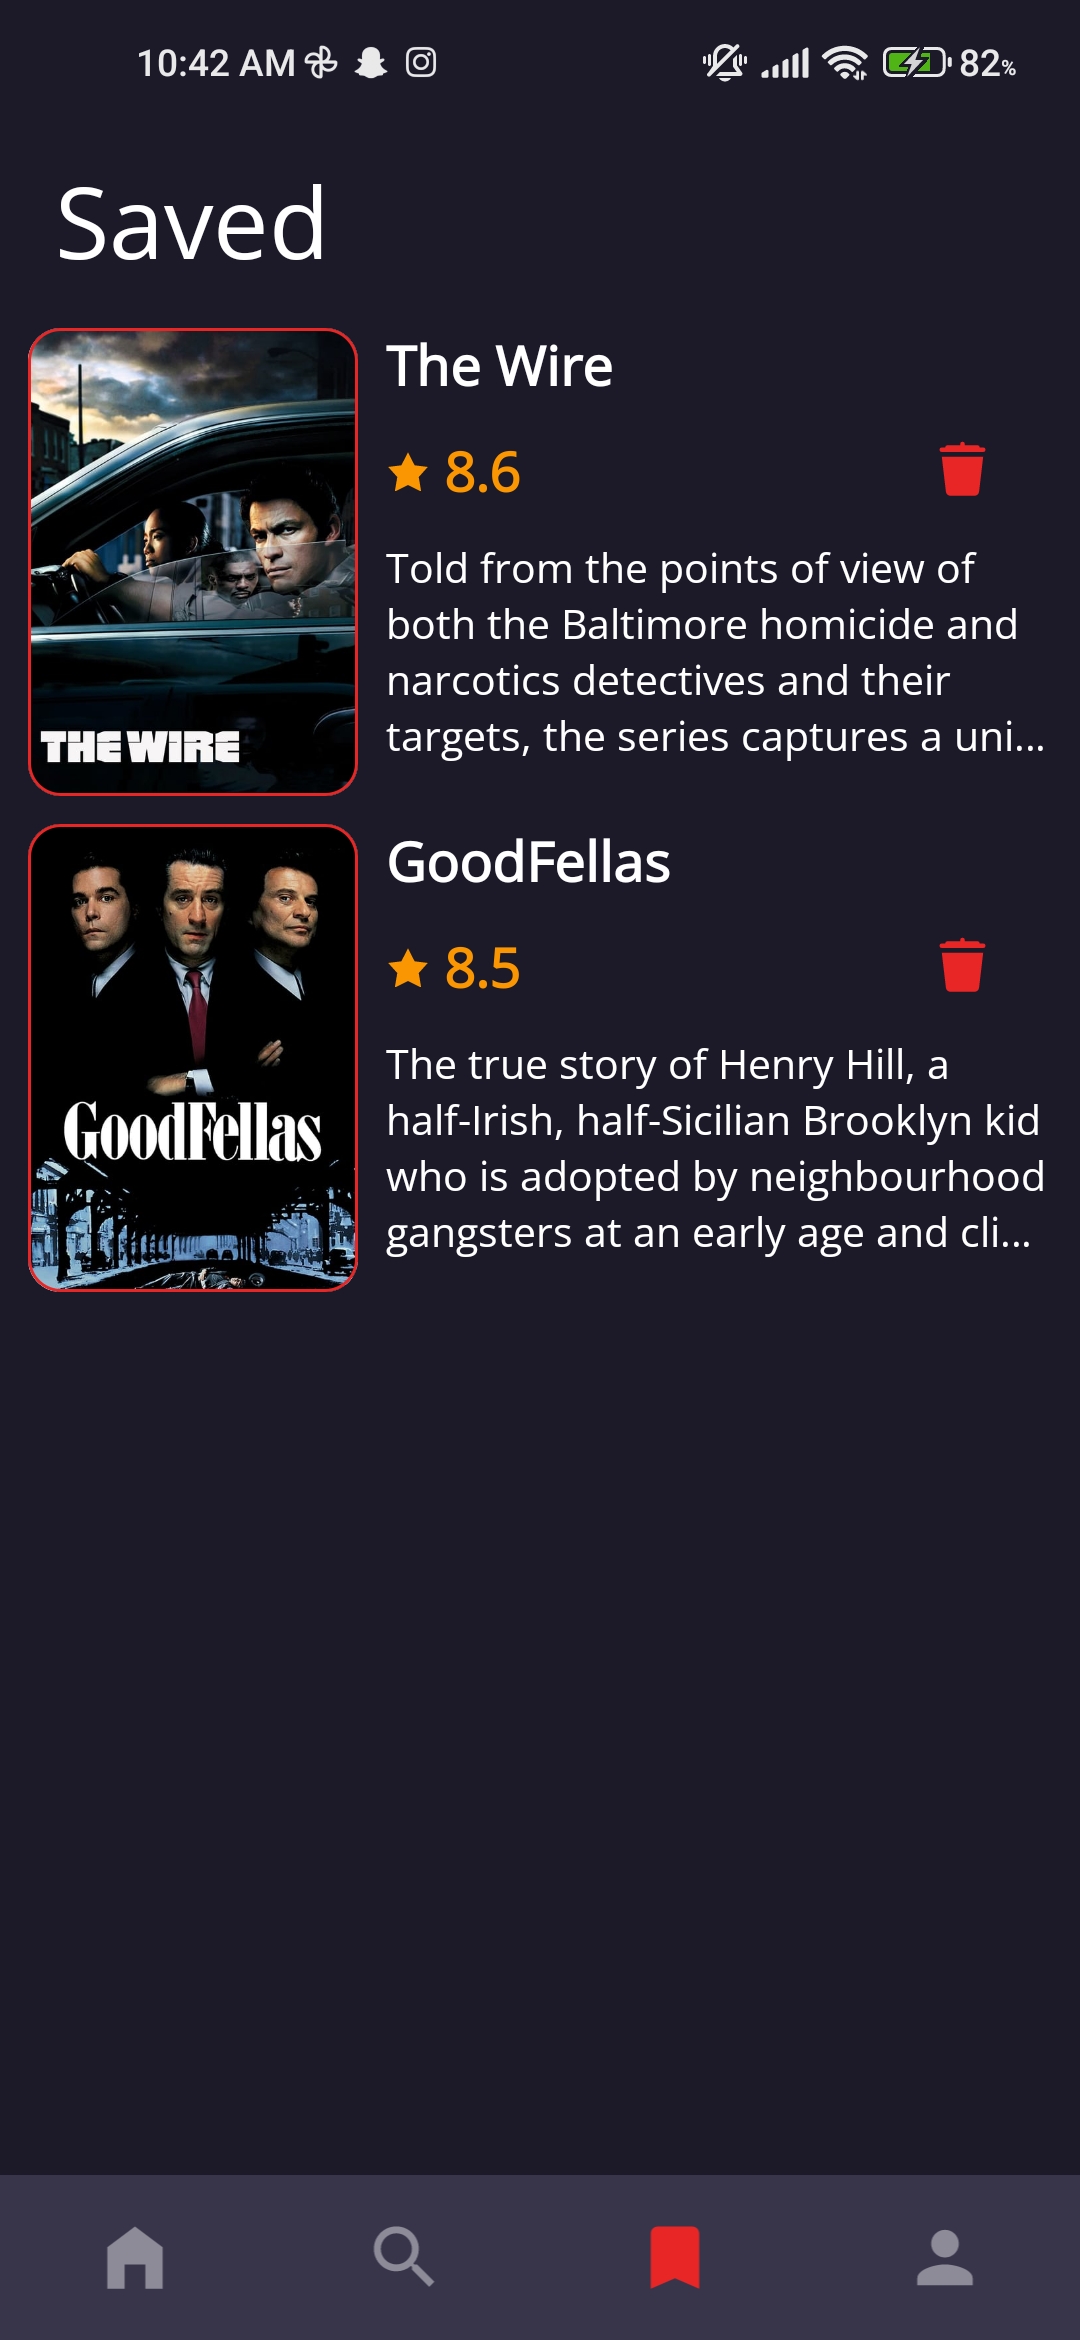 10:42 AM
82%
Saved
The Wire
8.6
Told from the points of view of
both the Baltimore homicide and
narcotics detectives and their
targets, the series captures a uni...
THE WIRE
GoodFellas
8.5
The true story of Henry Hill, a
half-Irish, half-Sicilian Brooklyn kid
who is adopted by neighbourhood
gangsters at an early age and cli...
GoodFellas